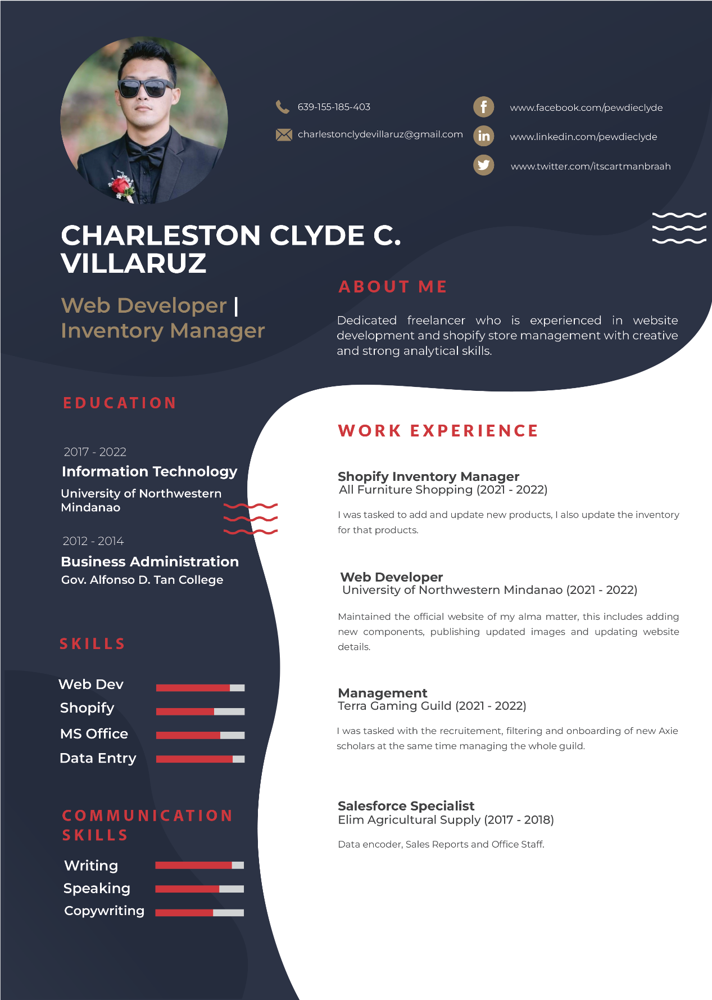 639-155-185-403
charlestonclydevillaruz@gmail.com
www.facebook.com/pewdieclyde
www.linkedin.com/pewdieclyde
www.twitter.com/itscartmanbraah
CHARLESTON CLYDE C.
VILLARUZ
Web Developer |
Inventory Manager
ABOUT ME
Dedicated freelancer who is experienced in website
development and shopify store management with creative
and strong analytical skills.
EDUCATION
2017 - 2022
Information Technology
University of Northwestern
Mindanao
2012 - 2014
Business Administration
Gov. Alfonso D. Tan College
SKILLS
Web Dev
Shopify
MS Office
Data Entry
COMMUNICATION
SKILLS
Writing
Speaking
Copywriting
WORK EXPERIENCE
Shopify Inventory Manager
All Furniture Shopping (2021 - 2022)
I was tasked to add and update new products, I also update the inventory
for that products.
Web Developer
University of Northwestern Mindanao (2021 - 2022)
Maintained the official website of my alma matter, this includes adding
new components, publishing updated images and updating website
details.
Management
Terra Gaming Guild (2021 - 2022)
I was tasked with the recruitement, filtering and onboarding of new Axie
scholars at the same time managing the whole guild.
Salesforce Specialist
Elim Agricultural Supply (2017 - 2018)
Data encoder, Sales Reports and Office Staff.